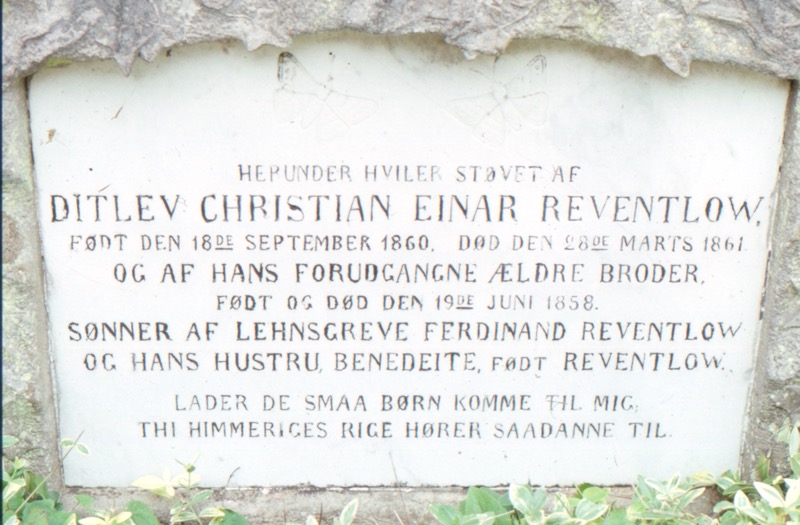 HERUNDER HVILER STØVET AF
DITLEV CHRISTIAN EINAR REVENTLOW,
FØDT DEN 18DE SEPTEMBER 1860. DØD DEN 28DE MARTS 1861.
OG AF HANS FORUDGANGNE ÆLDRE BRODER,
FØDT OG DØD DEN 19DE JUNI 1858.
SØNNER AF LEHNSGREVE FERDINAND REVENTLOW
OG HANS HUSTRU, BENEDEITE, FØDT REVENTLOW.
LADER DE SMAA BØRN KOMME TIL MIG;
THI HIMMERIGES RIGE HØRER SAADANNE TIL.